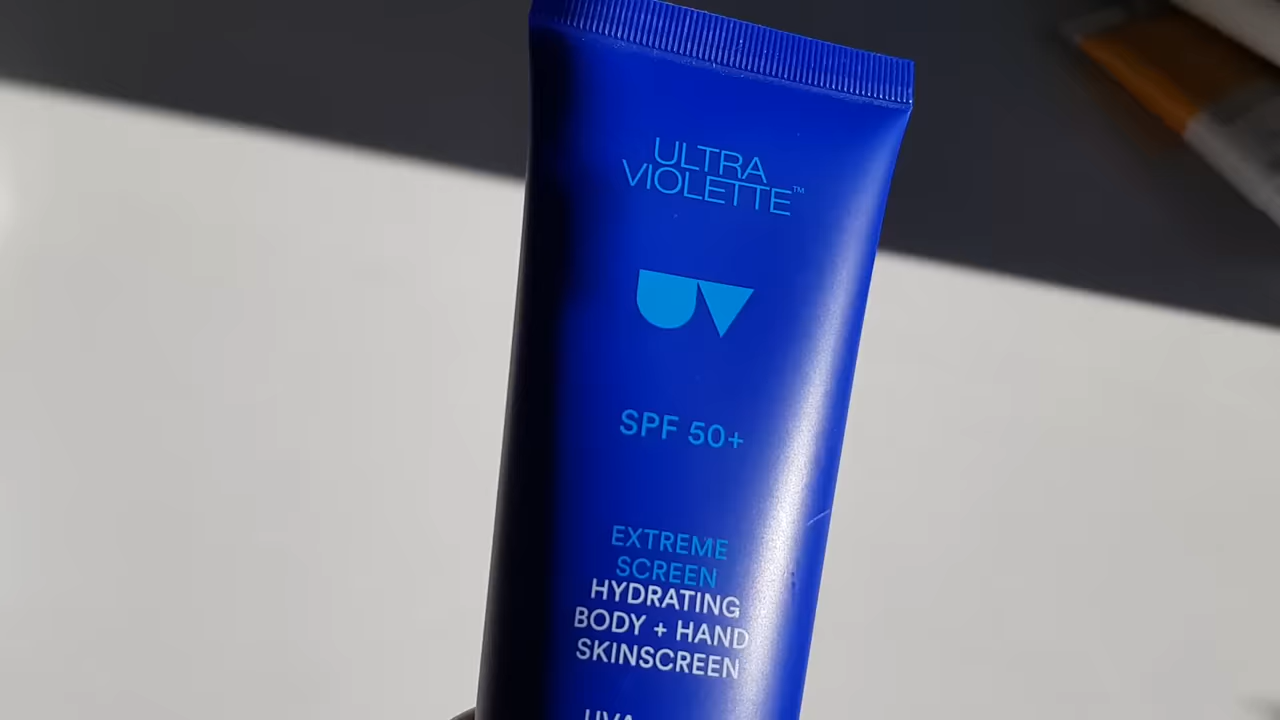 ULTRA
VIOLETTE™
UV
SPF 50+
EXTREME
SCREEN
HYDRATING
BODY + HAND
SKINSCREEN